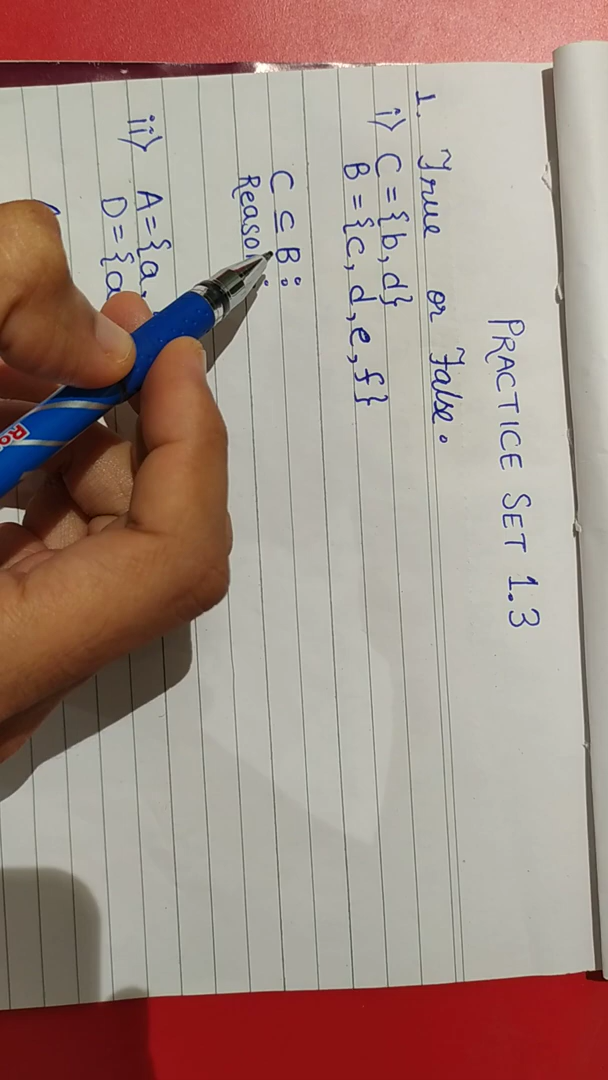 PRACTICE SET 1.3
1. True or False.
i) C = {b, d}
B = {c, d, e, f}
C ⊆ B :
ii) A = {a,
D = {a